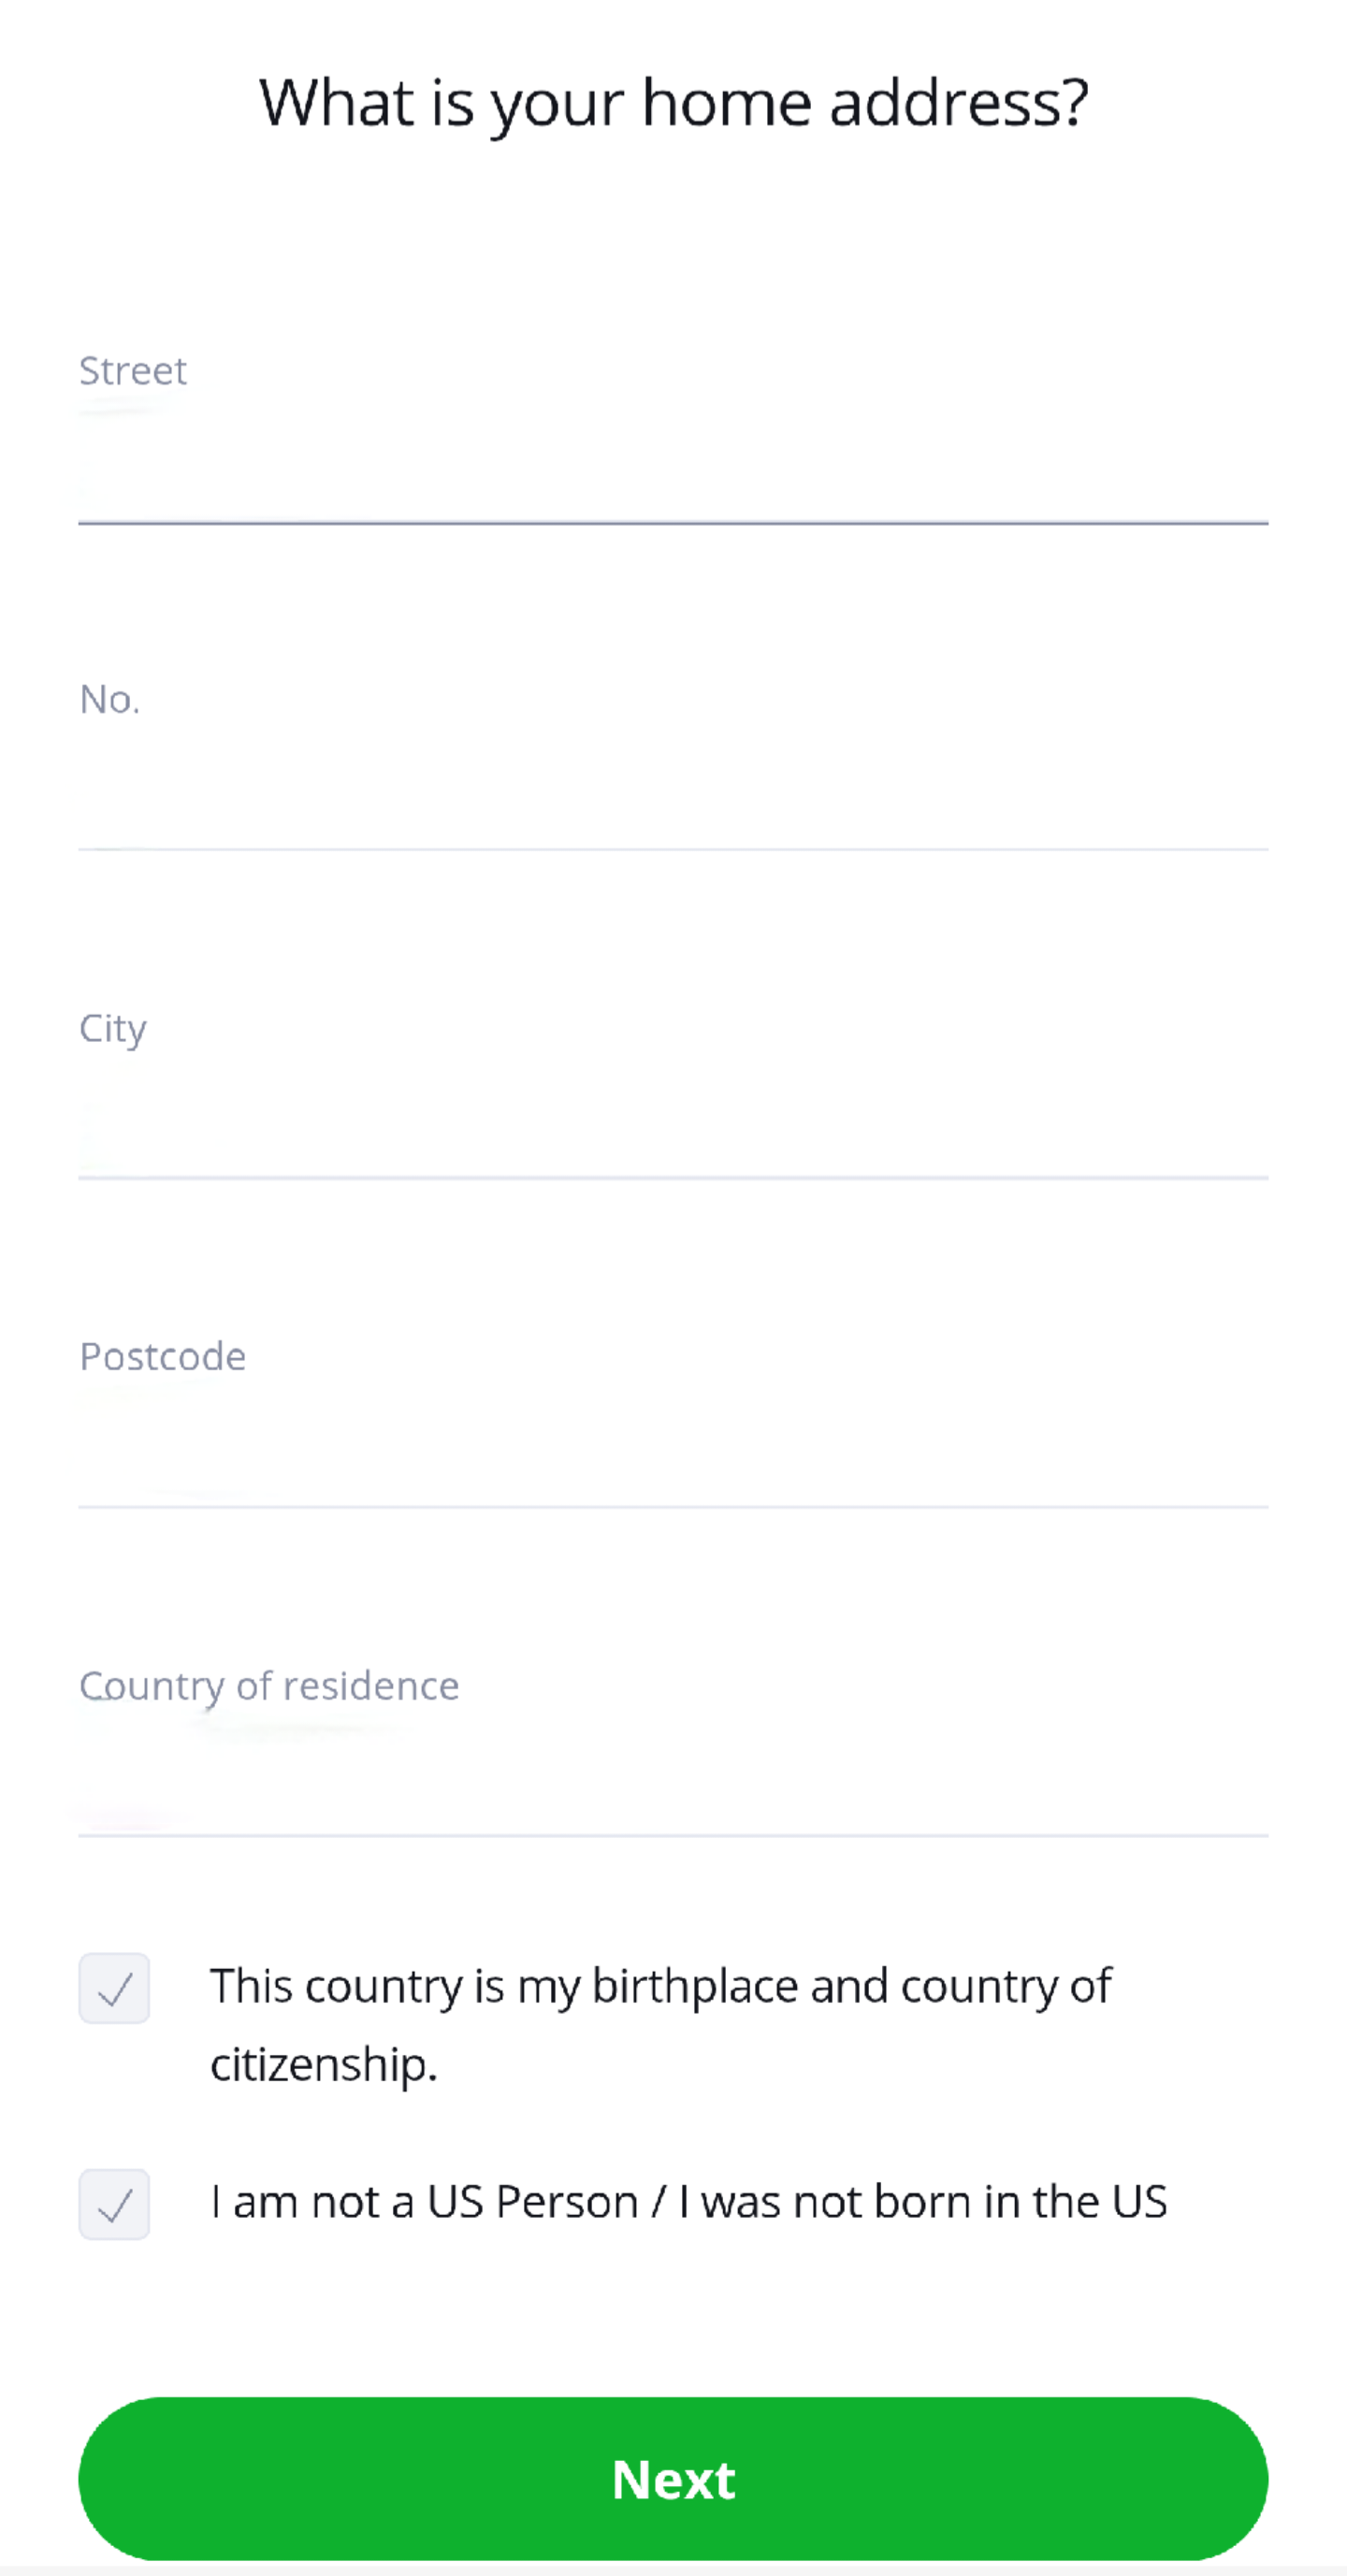 What is your home address?
Street
No.
City
Postcode
Country of residence
This country is my birthplace and country of
citizenship.
I am not a US Person / I was not born in the US
Next